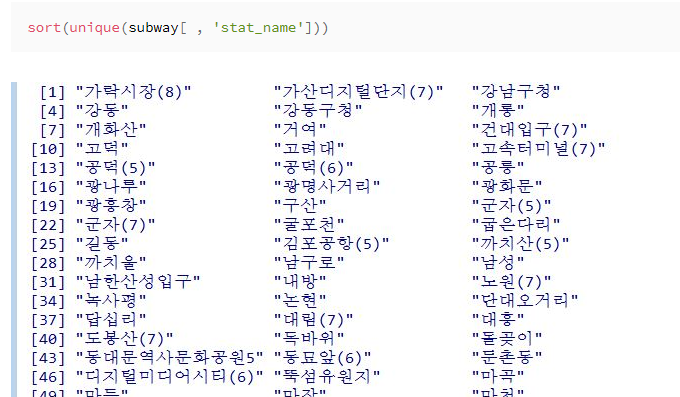 sort(unique(subway[ , 'stat_name']))
[1] "가락시장(8)" "가산디지털단지(7)" "강남구청"
[4] "강동" "강동구청" "개롱"
[7] "개화산" "거여" "건대입구(7)"
[10] "고덕" "고려대" "고속터미널(7)"
[13] "공덕(5)" "공덕(6)" "공릉"
[16] "광나루" "광명사거리" "광화문"
[19] "광흥창" "구산" "군자(5)"
[22] "군자(7)" "굴포천" "굽은다리"
[25] "길동" "김포공항(5)" "까치산(5)"
[28] "까치울" "남구로" "남성"
[31] "남한산성입구" "내방" "노원(7)"
[34] "녹사평" "논현" "단대오거리"
[37] "답십리" "대림(7)" "대흥"
[40] "도봉산(7)" "독바위" "돌곶이"
[43] "동대문역사문화공원5" "동묘앞(6)" "둔촌동"
[46] "디지털미디어시티(6)" "뚝섬유원지" "마곡"
[49] "마들" "마장" "마천"